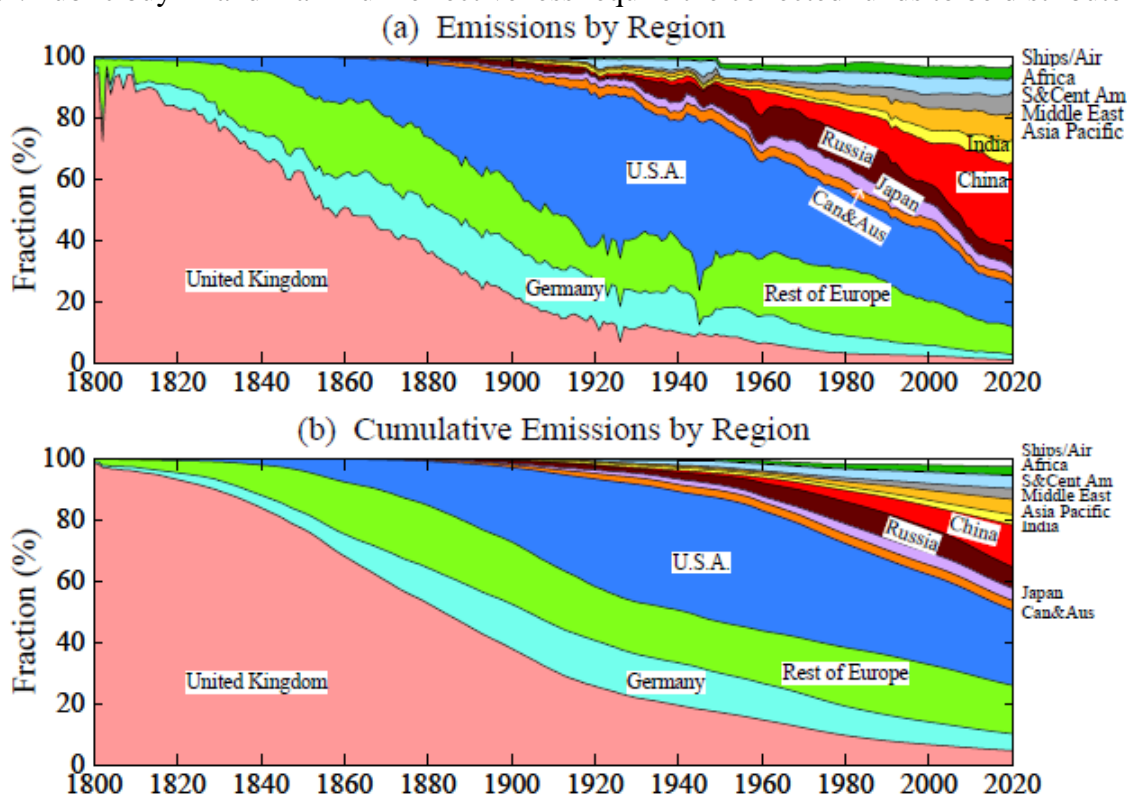 (a) Emissions by Region
100
80
60
40
20
0
Fraction (%)
United Kingdom
Germany
Rest of Europe
U.S.A.
Can&Aus
Japan
Russia
China
India
Ships/Air
Africa
S&Cent Am
Middle East
Asia Pacific
1800 1820 1840 1860 1880 1900 1920 1940 1960 1980 2000 2020
(b) Cumulative Emissions by Region
100
80
60
40
20
0
Fraction (%)
United Kingdom
Germany
Rest of Europe
U.S.A.
Russia
China
Ships/Air
Africa
S&Cent Am
Middle East
Asia Pacific
India
Japan
Can&Aus
1800 1820 1840 1860 1880 1900 1920 1940 1960 1980 2000 2020